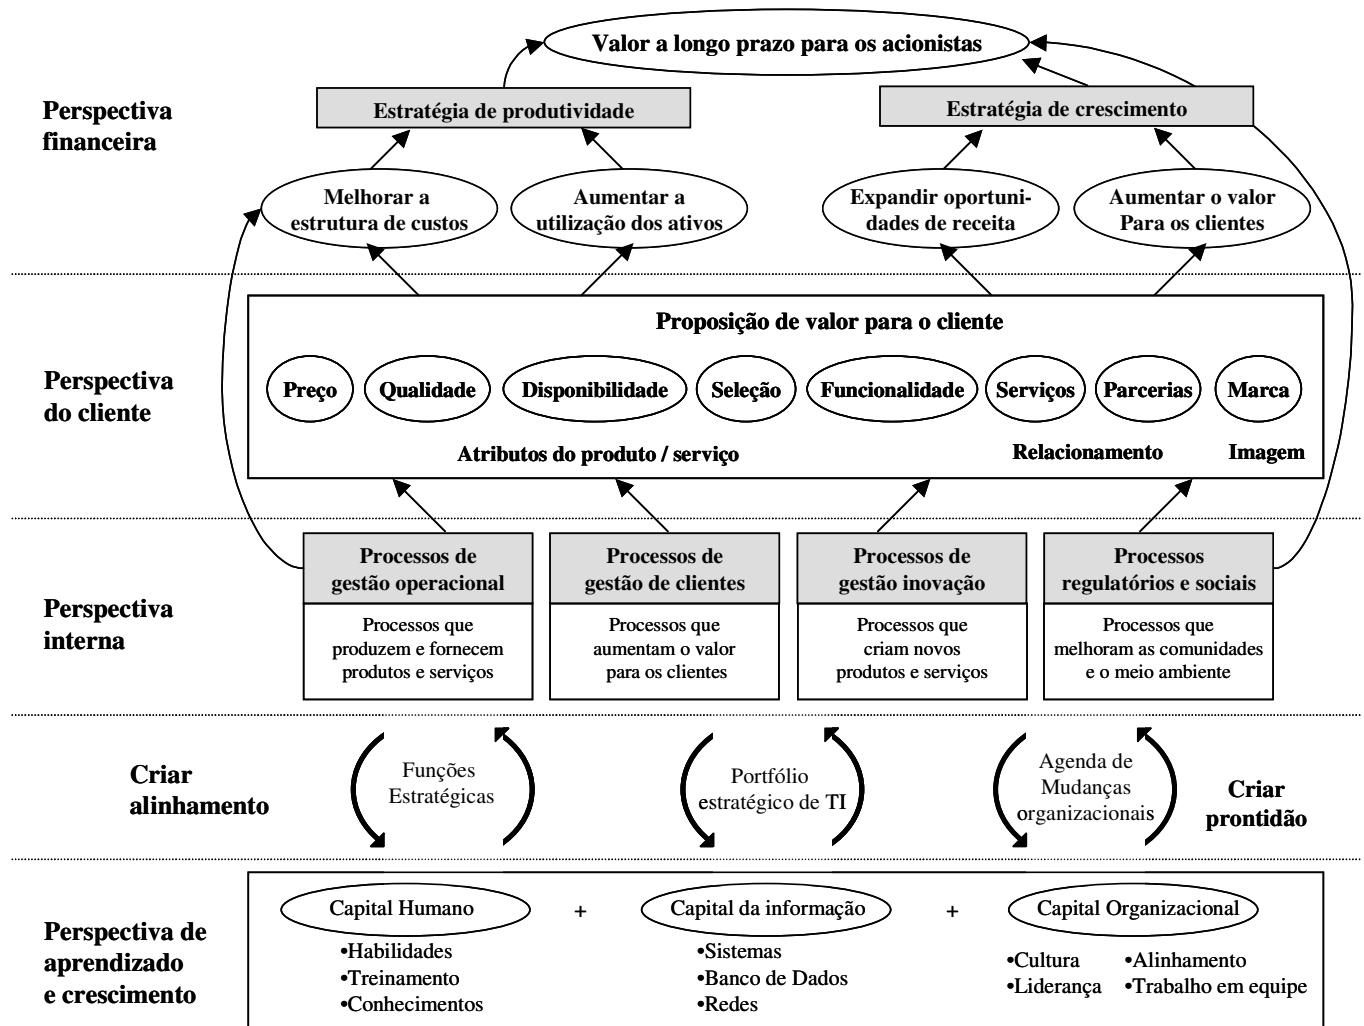 Valor a longo prazo para os acionistas
Perspectiva
financeira
Estratégia de produtividade
Estratégia de crescimento
Melhorar a
estrutura de custos
Aumentar a
utilização dos ativos
Expandir oportuni-
dades de receita
Aumentar o valor
Para os clientes
Perspectiva
do cliente
Proposição de valor para o cliente
Preço
Qualidade
Disponibilidade
Seleção
Funcionalidade
Serviços
Parcerias
Marca
Atributos do produto / serviço
Relacionamento
Imagem
Perspectiva
interna
Processos de
gestão operacional
Processos que
produzem e fornecem
produtos e serviços
Processos de
gestão de clientes
Processos que
aumentam o valor
para os clientes
Processos de
gestão inovação
Processos que
criam novos
produtos e serviços
Processos
regulatórios e sociais
Processos que
melhoram as comunidades
e o meio ambiente
Criar
alinhamento
Funções
Estratégicas
Portfólio
estratégico de TI
Agenda de
Mudanças
organizacionais
Criar
prontidão
Perspectiva de
aprendizado
e crescimento
Capital Humano
•Habilidades
•Treinamento
•Conhecimentos
+
Capital da informação
•Sistemas
•Banco de Dados
•Redes
+
Capital Organizacional
•Cultura
•Liderança
•Alinhamento
•Trabalho em equipe